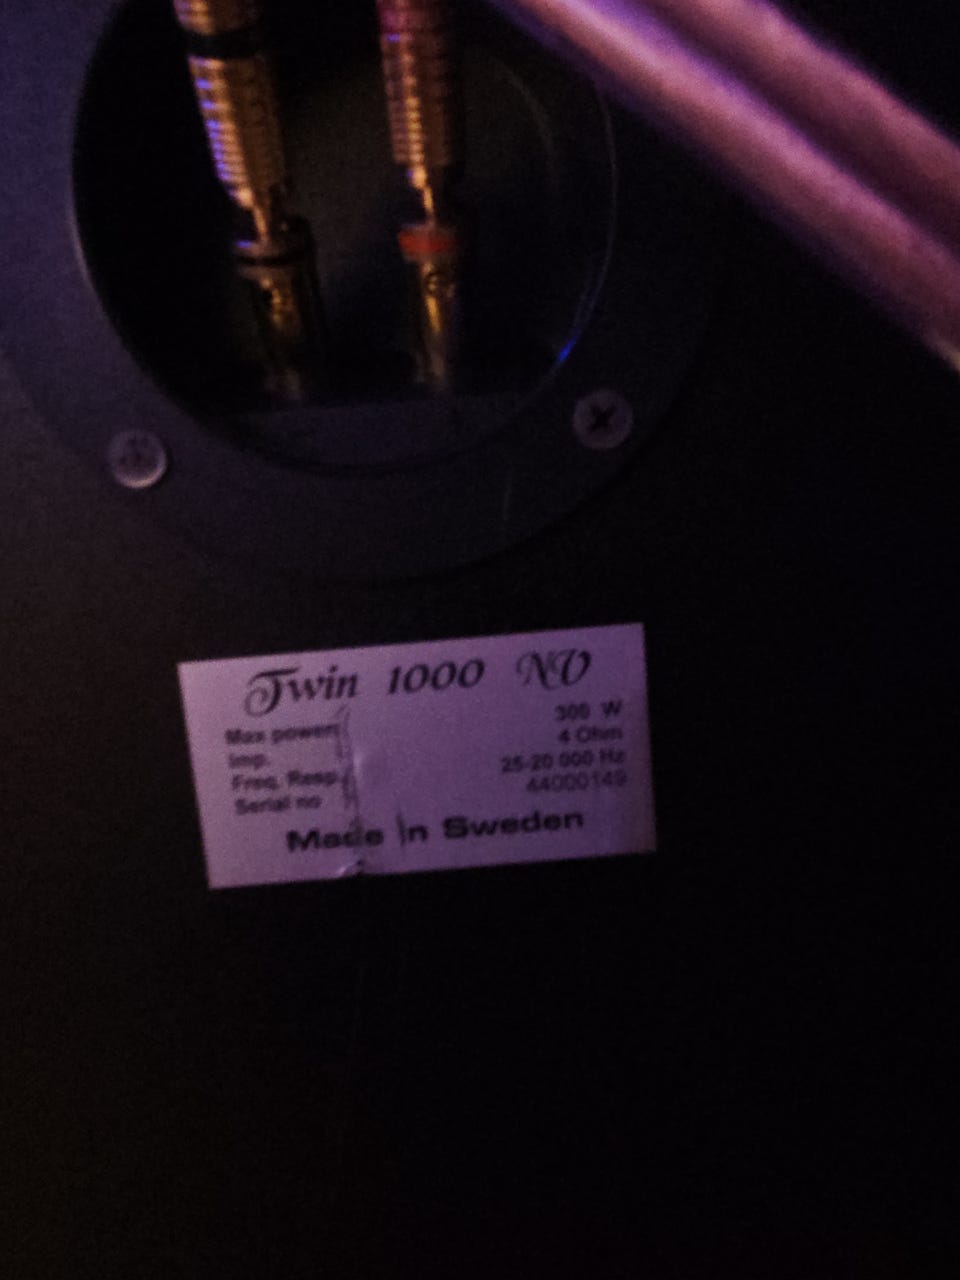 Twin 1000 NV
Max power: 300 W
Imp. 4 Ohm
Freq. Resp. 25-20 000 Hz
Serial no 44000149
Made in Sweden